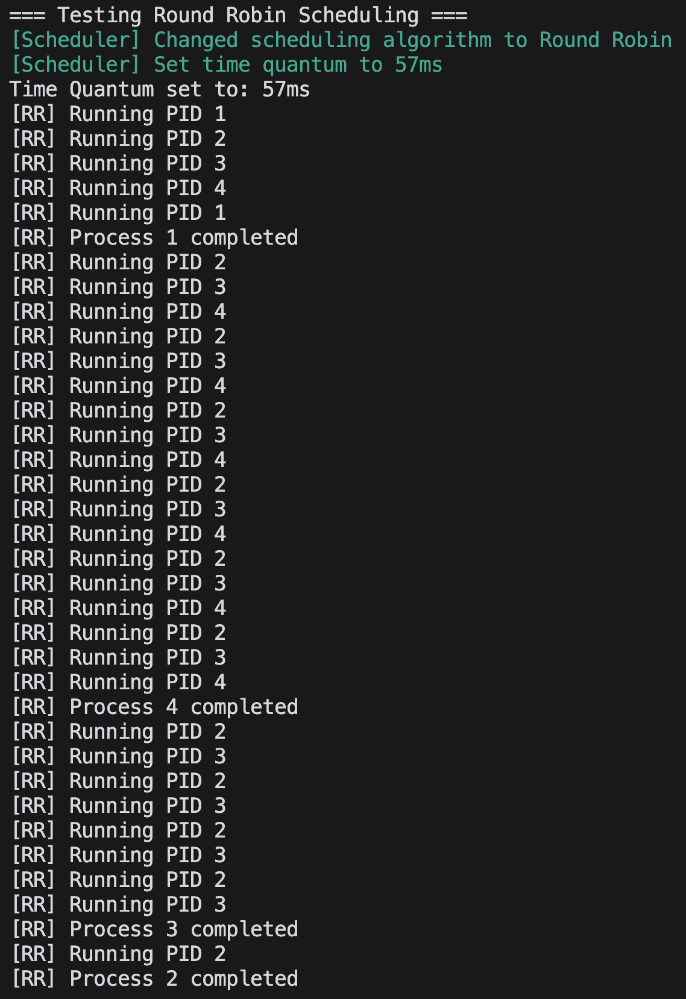 === Testing Round Robin Scheduling ===
[Scheduler] Changed scheduling algorithm to Round Robin
[Scheduler] Set time quantum to 57ms
Time Quantum set to: 57ms
[RR] Running PID 1
[RR] Running PID 2
[RR] Running PID 3
[RR] Running PID 4
[RR] Running PID 1
[RR] Process 1 completed
[RR] Running PID 2
[RR] Running PID 3
[RR] Running PID 4
[RR] Running PID 2
[RR] Running PID 3
[RR] Running PID 4
[RR] Running PID 2
[RR] Running PID 3
[RR] Running PID 4
[RR] Running PID 2
[RR] Running PID 3
[RR] Running PID 4
[RR] Running PID 2
[RR] Running PID 3
[RR] Running PID 4
[RR] Running PID 2
[RR] Running PID 3
[RR] Running PID 4
[RR] Process 4 completed
[RR] Running PID 2
[RR] Running PID 3
[RR] Running PID 2
[RR] Running PID 3
[RR] Running PID 2
[RR] Running PID 3
[RR] Running PID 2
[RR] Running PID 3
[RR] Process 3 completed
[RR] Running PID 2
[RR] Process 2 completed